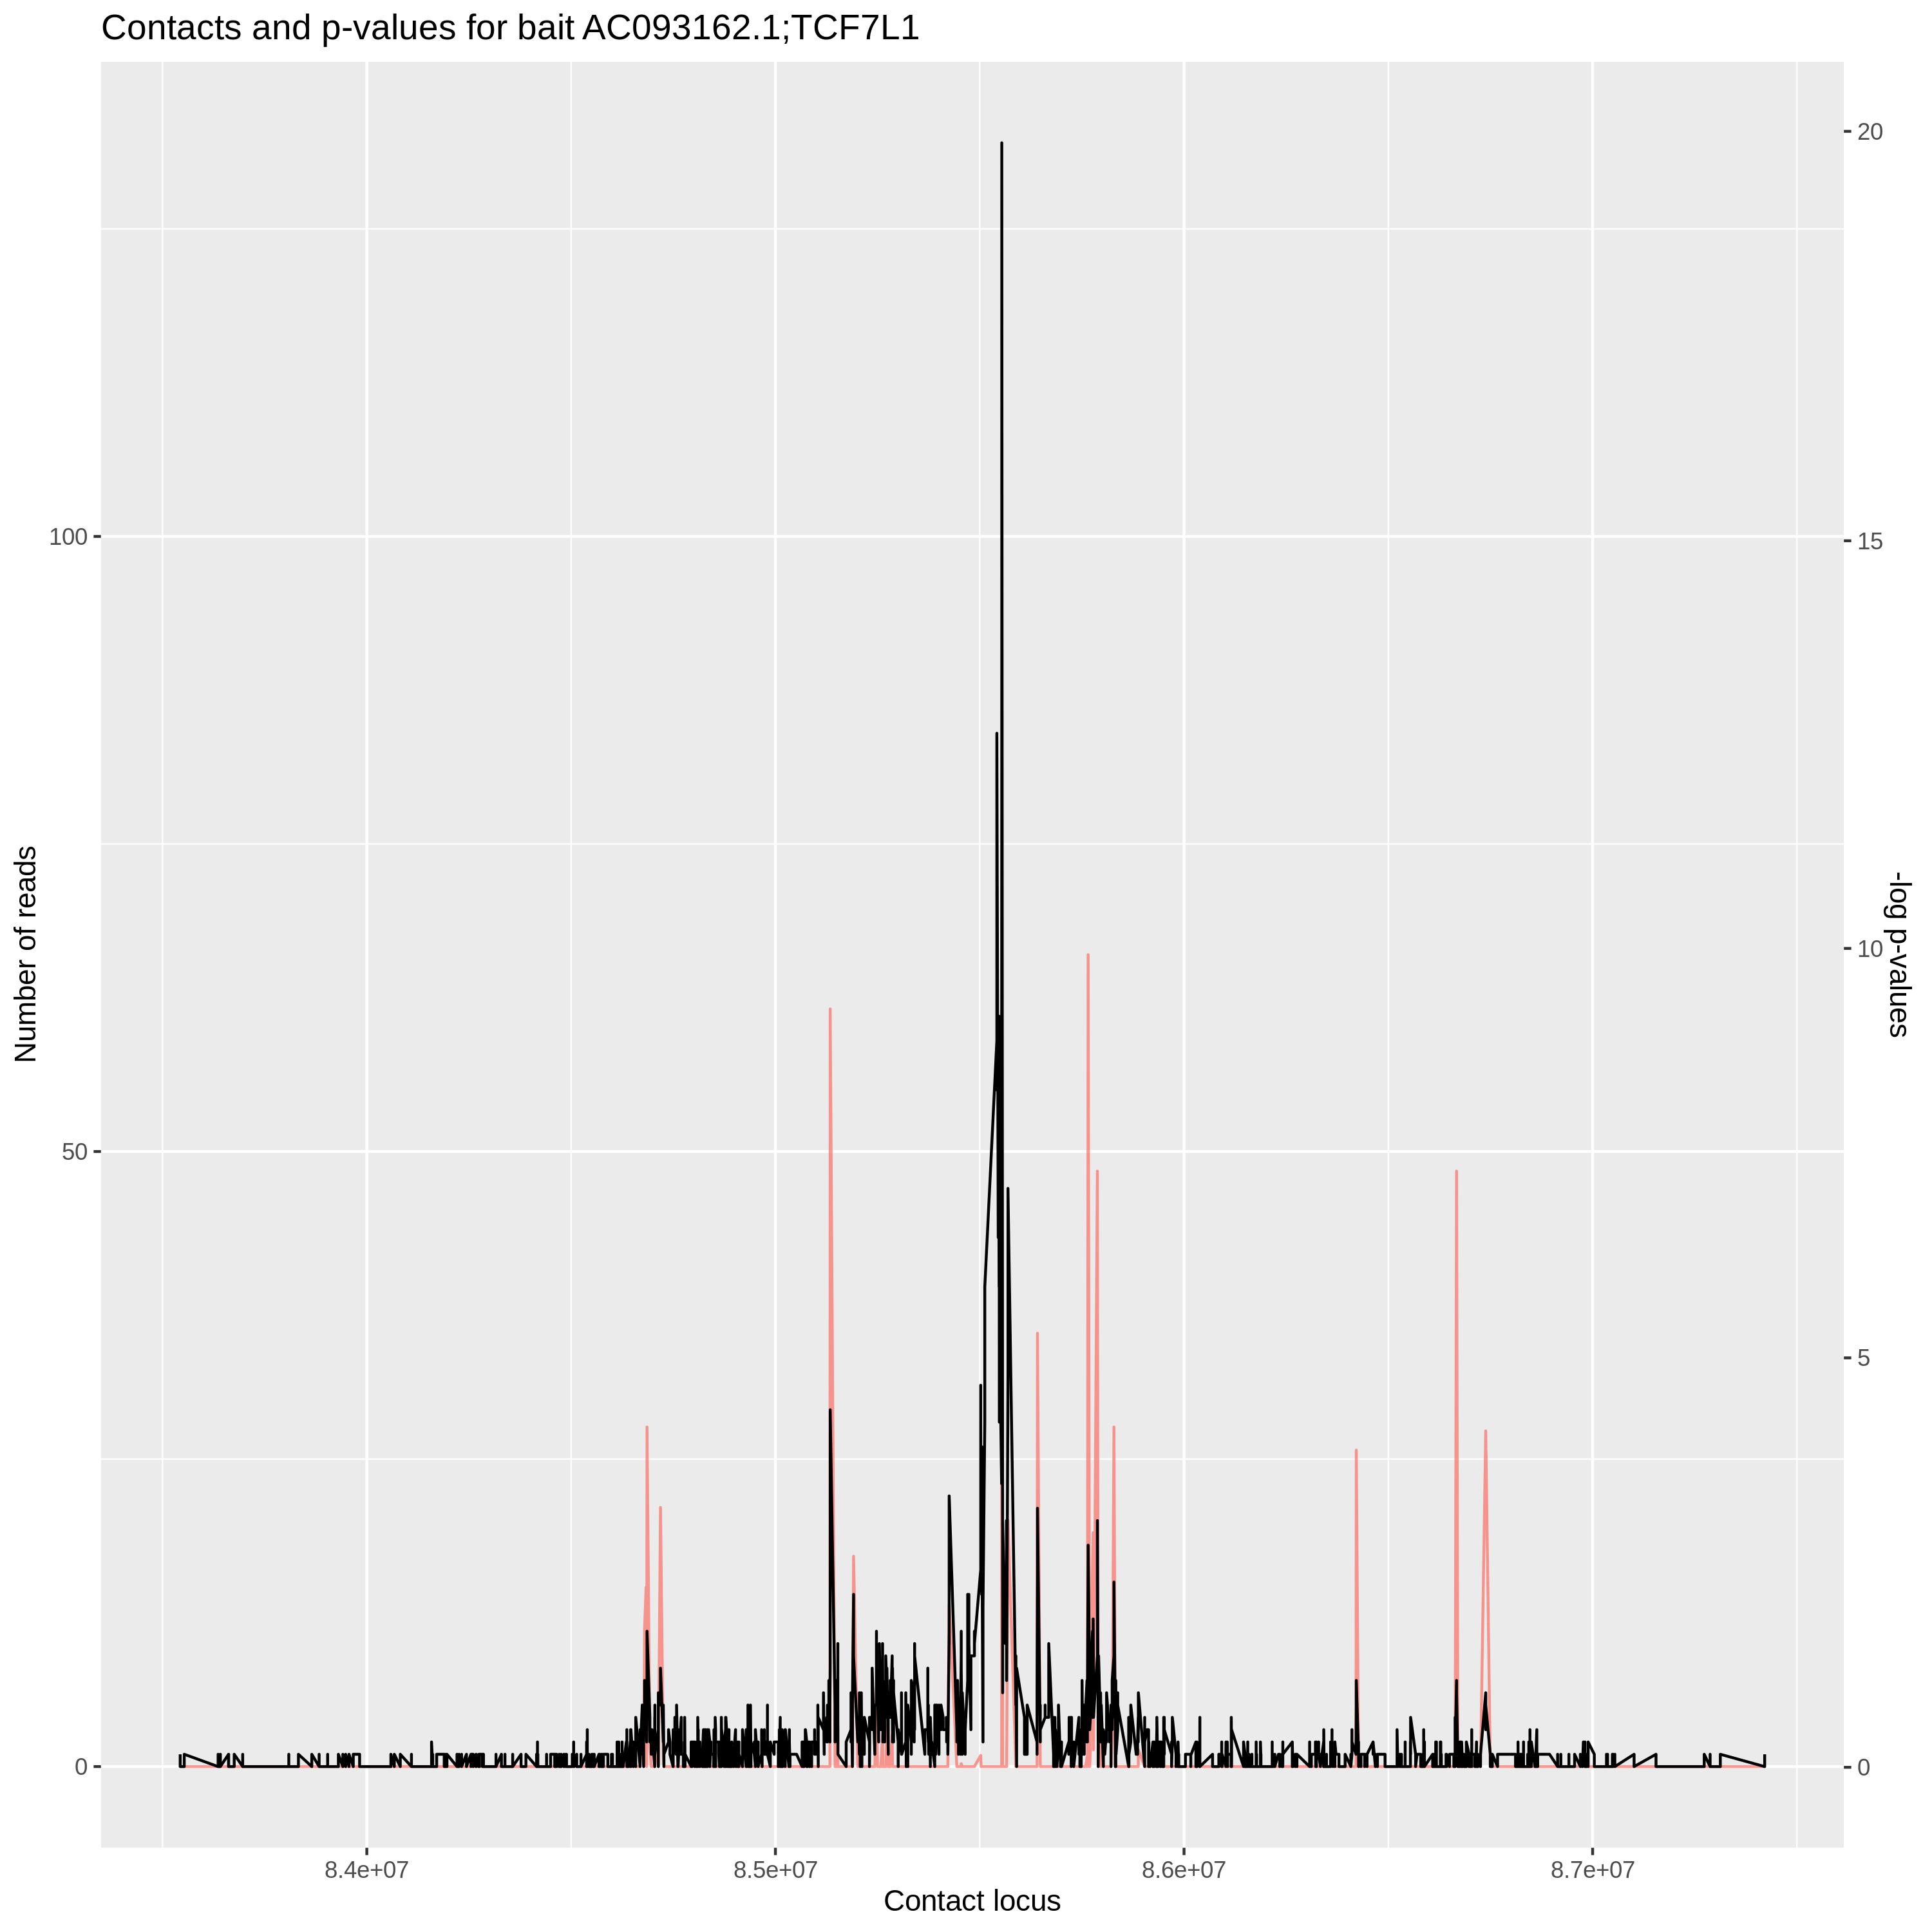 Contacts and p-values for bait AC093162.1;TCF7L1
Number of reads
100
50
0
20
15
10
5
0
-log p-values
8.4e+07 8.5e+07 8.6e+07 8.7e+07
Contact locus